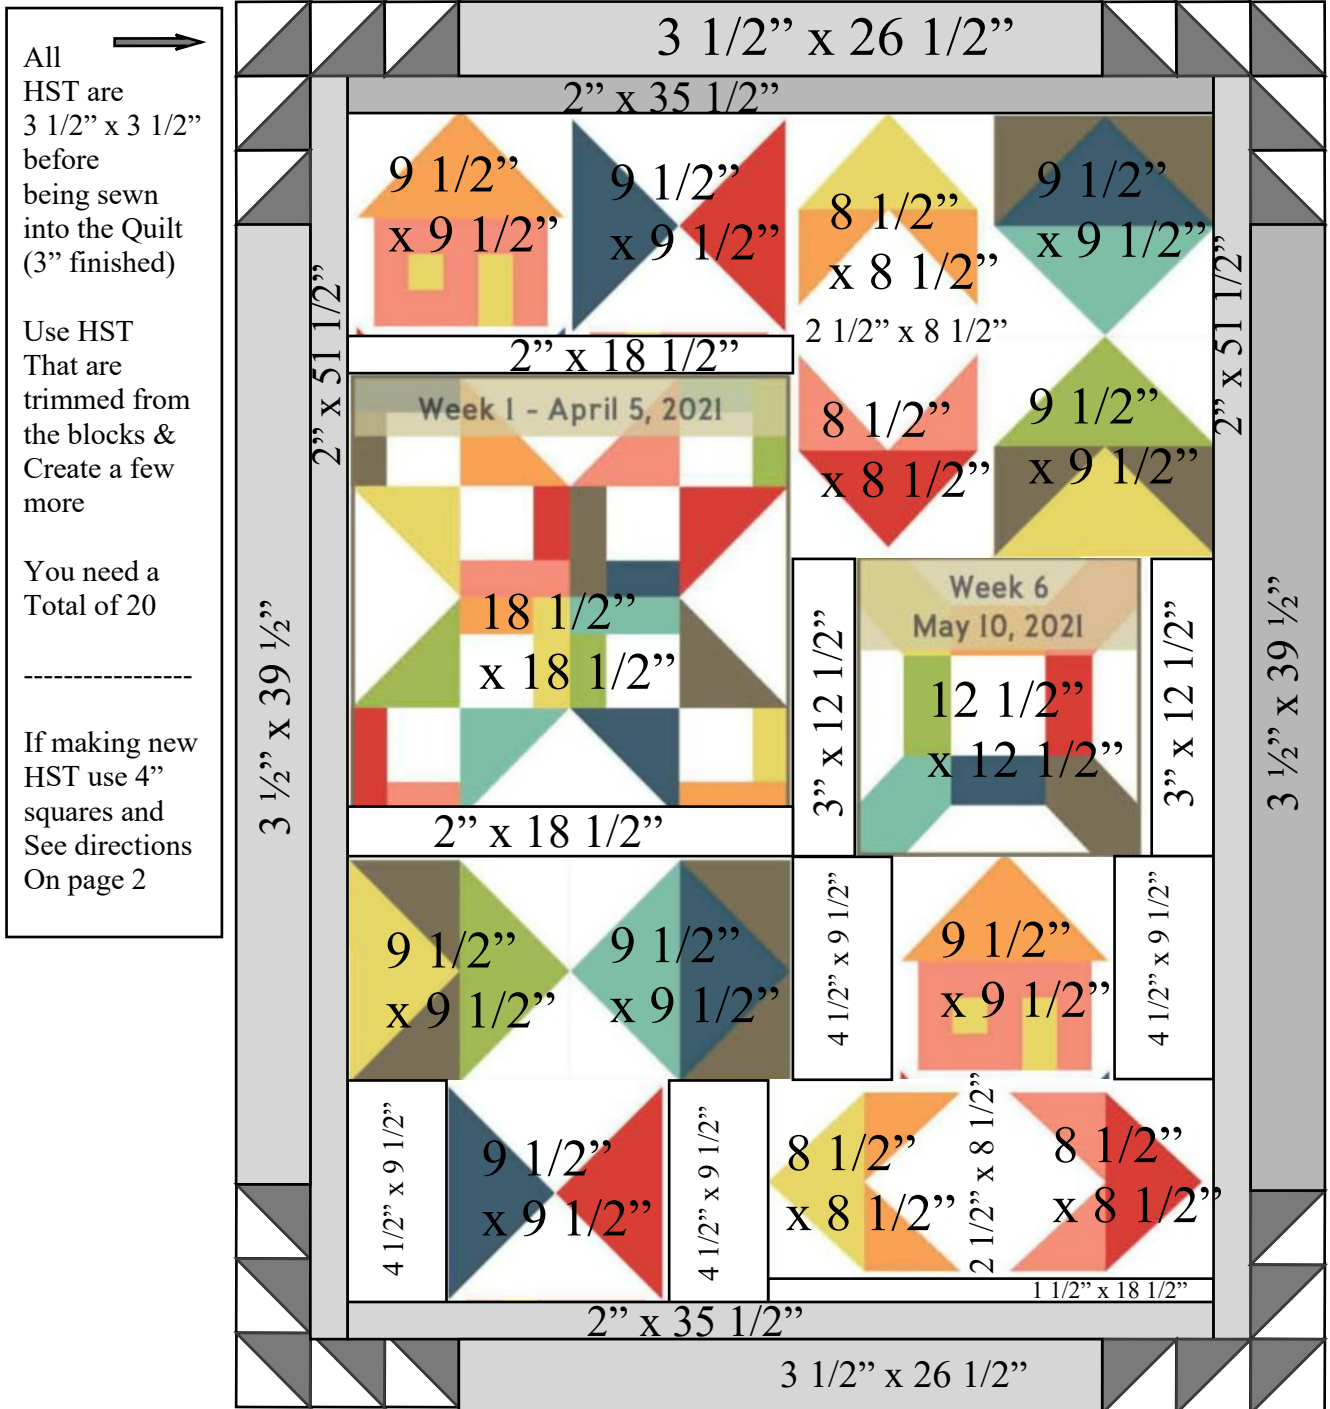 All
HST are
3 1/2” x 3 1/2”
before
being sewn
into the Quilt
(3” finished)
Use HST
That are
trimmed from
the blocks &
Create a few
more
You need a
Total of 20
-----------------
If making new
HST use 4”
squares and
See directions
On page 2
3 1/2” x 26 1/2”
2” x 35 1/2”
2” x 51 1/2”
9 1/2”
x 9 1/2”
9 1/2”
x 9 1/2”
8 1/2”
x 8 1/2”
9 1/2”
x 9 1/2”
2” x 51 1/2”
2 1/2” x 8 1/2”
2” x 18 1/2”
Week 1 - April 5, 2021
8 1/2”
x 8 1/2”
9 1/2”
x 9 1/2”
18 1/2”
x 18 1/2”
3 ½” x 39 ½”
3” x 12 1/2”
Week 6
May 10, 2021
12 1/2”
x 12 1/2”
3” x 12 1/2”
3 ½” x 39 ½”
2” x 18 1/2”
9 1/2”
x 9 1/2”
9 1/2”
x 9 1/2”
4 1/2” x 9 1/2”
9 1/2”
x 9 1/2”
4 1/2” x 9 1/2”
4 1/2” x 9 1/2”
9 1/2”
x 9 1/2”
4 1/2” x 9 1/2”
8 1/2”
x 8 1/2”
2 1/2” x 8 1/2”
8 1/2”
x 8 1/2”
1 1/2” x 18 1/2”
2” x 35 1/2”
3 1/2” x 26 1/2”